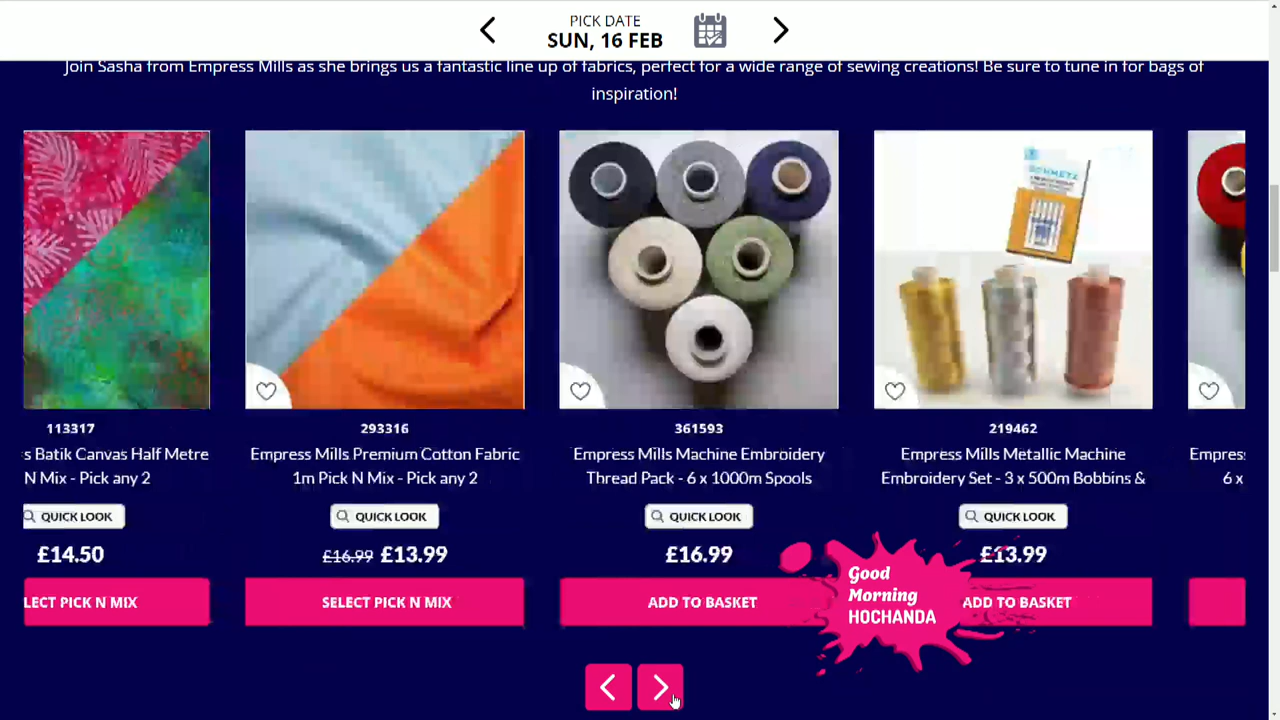 PICK DATE
SUN, 16 FEB
Join Sasha from Empress Mills as she brings us a fantastic line up of fabrics, perfect for a wide range of sewing creations! Be sure to tune in for bags of
inspiration!
SCHMETZ
113317
s Batik Canvas Half Metre
N Mix - Pick any 2
QUICK LOOK
£14.50
LECT PICK N MIX
293316
Empress Mills Premium Cotton Fabric
1m Pick N Mix - Pick any 2
QUICK LOOK
£16.99 £13.99
SELECT PICK N MIX
361593
Empress Mills Machine Embroidery
Thread Pack - 6 x 1000m Spools
QUICK LOOK
£16.99
ADD TO BASKET
219462
Empress Mills Metallic Machine
Embroidery Set - 3 x 500m Bobbins &
QUICK LOOK
£13.99
ADD TO BASKET
Empres
6 x
Good
Morning
HOCHANDA